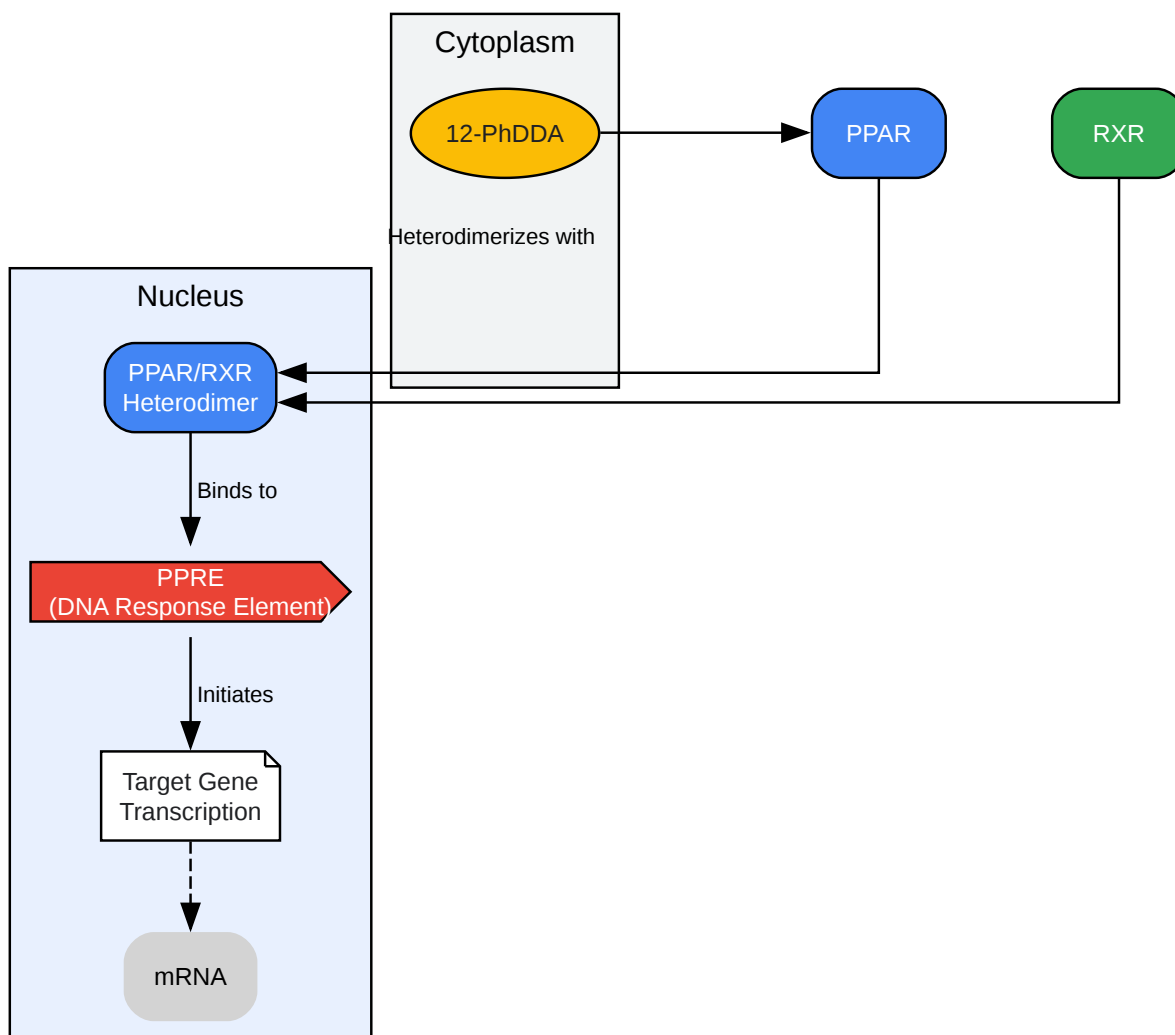 Cytoplasm
12-PhDDA
PPAR
RXR
Heterodimerizes with
Nucleus
PPAR/RXR
Heterodimer
Binds to
PPRE
(DNA Response Element)
Initiates
Target Gene
Transcription
mRNA